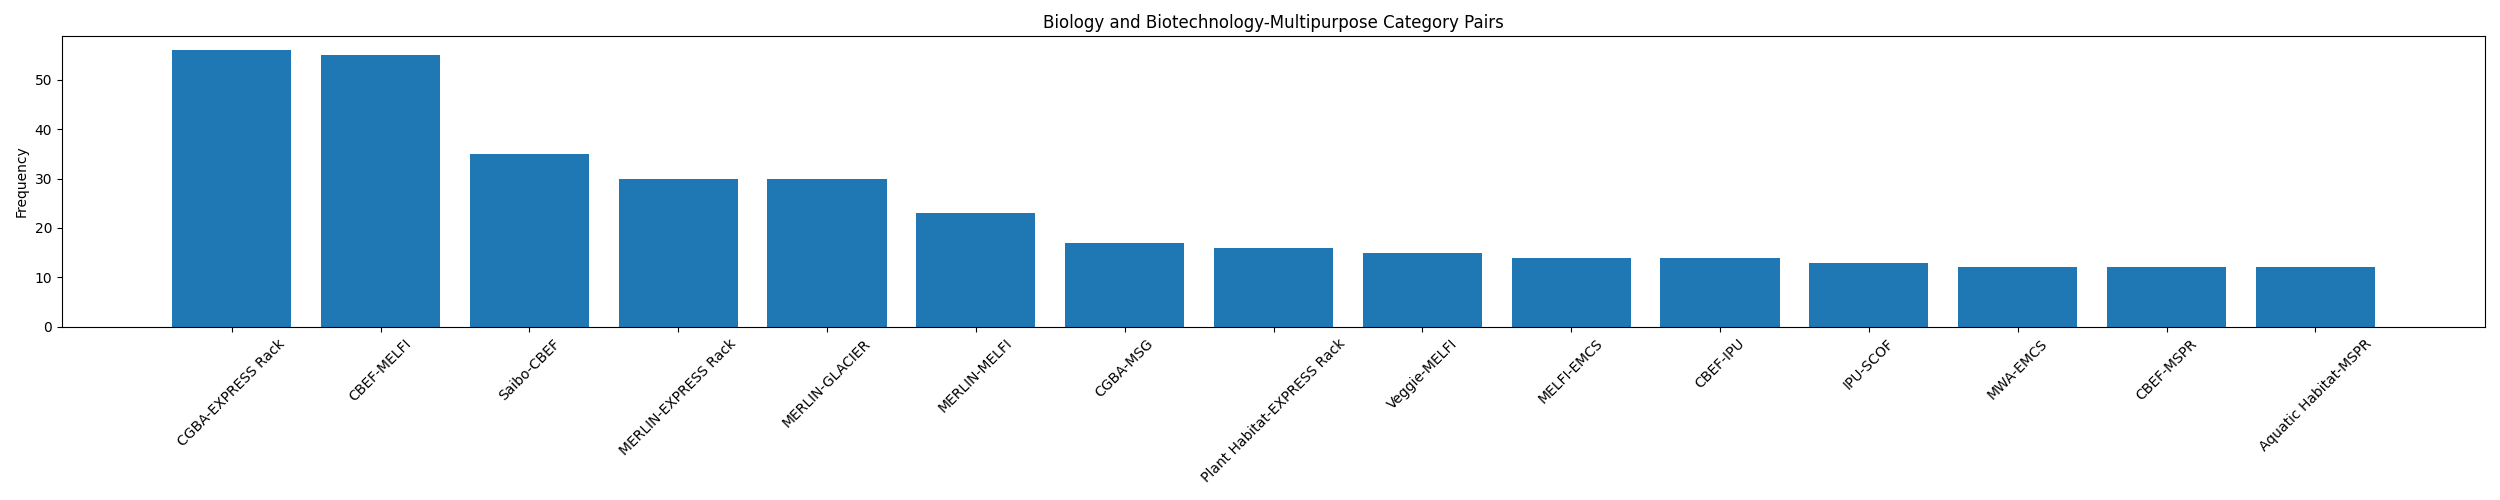 Biology and Biotechnology-Multipurpose Category Pairs
Frequency
50
40
30
20
10
0
CGBA-EXPRESS Rack
CBEF-MELFI
Saibo-CBEF
MERLIN-EXPRESS Rack
MERLIN-GLACIER
MERLIN-MELFI
CGBA-MSG
Plant Habitat-EXPRESS Rack
Veggie-MELFI
MELFI-EMCS
CBEF-IPU
IPU-SCOF
MWA-EMCS
CBEF-MSPR
Aquatic Habitat-MSPR